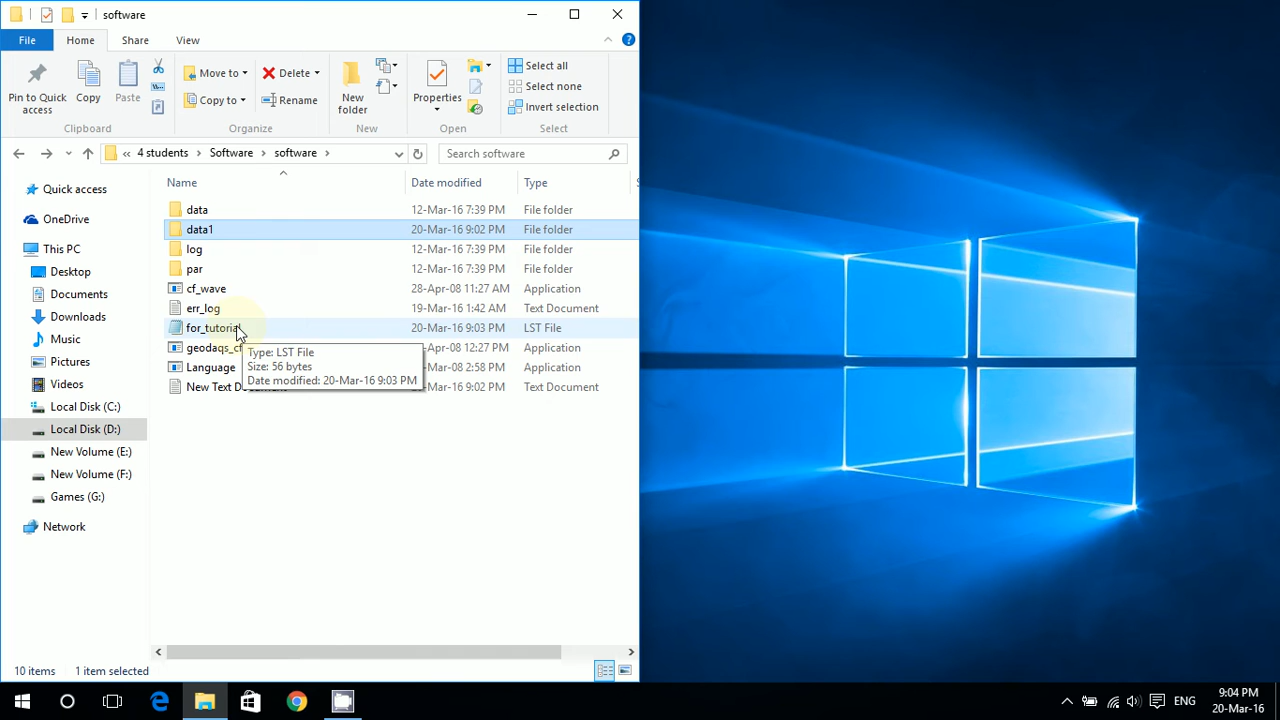 software
File Home Share View
Pin to Quick access
Copy
Paste
Clipboard
Move to
Copy to
Delete
Rename
Organize
New folder
New
Properties
Open
Select all
Select none
Invert selection
Select
« 4 students > Software > software >
Search software
Name Date modified Type
Quick access
OneDrive
This PC
Desktop
Documents
Downloads
Music
Pictures
Videos
Local Disk (C:)
Local Disk (D:)
New Volume (E:)
New Volume (F:)
Games (G:)
Network
data 12-Mar-16 7:39 PM File folder
data1 20-Mar-16 9:02 PM File folder
log 12-Mar-16 7:39 PM File folder
par 12-Mar-16 7:39 PM File folder
cf_wave 28-Apr-08 11:27 AM Application
err_log 19-Mar-16 1:42 AM Text Document
for_tutorial 20-Mar-16 9:03 PM LST File
geodaqs_cf -Apr-08 12:27 PM Application
Language -Mar-08 2:58 PM Application
New Text -Mar-16 9:02 PM Text Document
Type: LST File
Size: 56 bytes
Date modified: 20-Mar-16 9:03 PM
10 items 1 item selected
ENG
9:04 PM
20-Mar-16